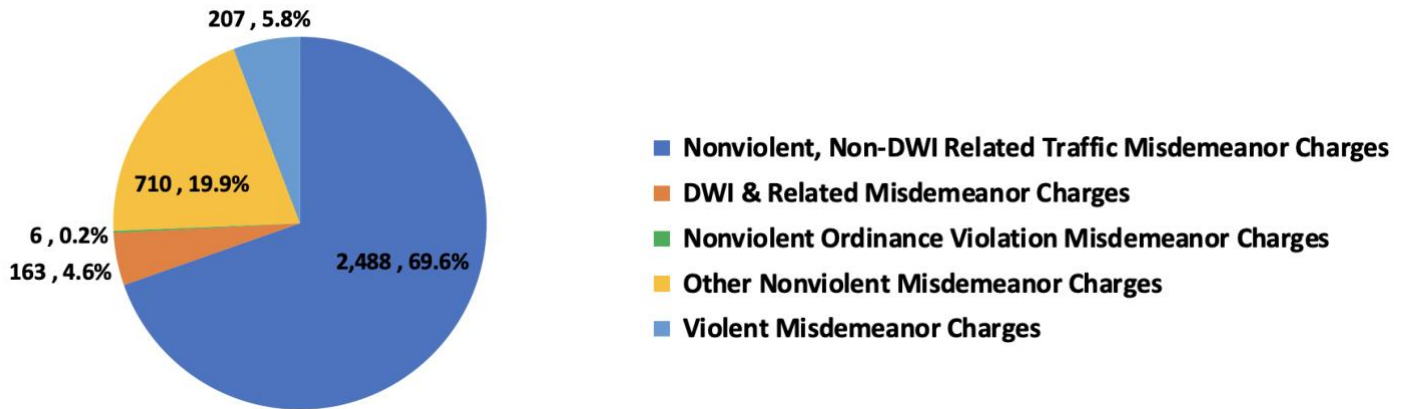 207 , 5.8%
710 , 19.9%
6 , 0.2%
163 , 4.6%
2,488 , 69.6%
Nonviolent, Non-DWI Related Traffic Misdemeanor Charges
DWI & Related Misdemeanor Charges
Nonviolent Ordinance Violation Misdemeanor Charges
Other Nonviolent Misdemeanor Charges
Violent Misdemeanor Charges